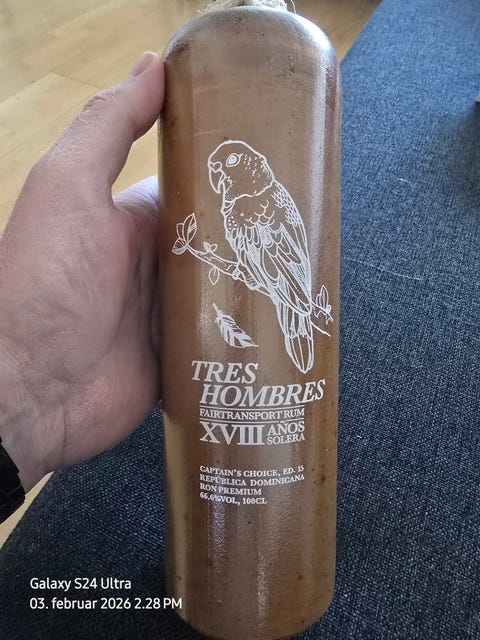 TRES
HOMBRES
FAIRTRANSPORT RUM
XVIII AÑOS
SOLERA
CAPTAIN'S CHOICE, ED. 15
REPÚBLICA DOMINICANA
RON PREMIUM
66,6%VOL, 100CL
Galaxy S24 Ultra
03. februar 2026 2.28 PM